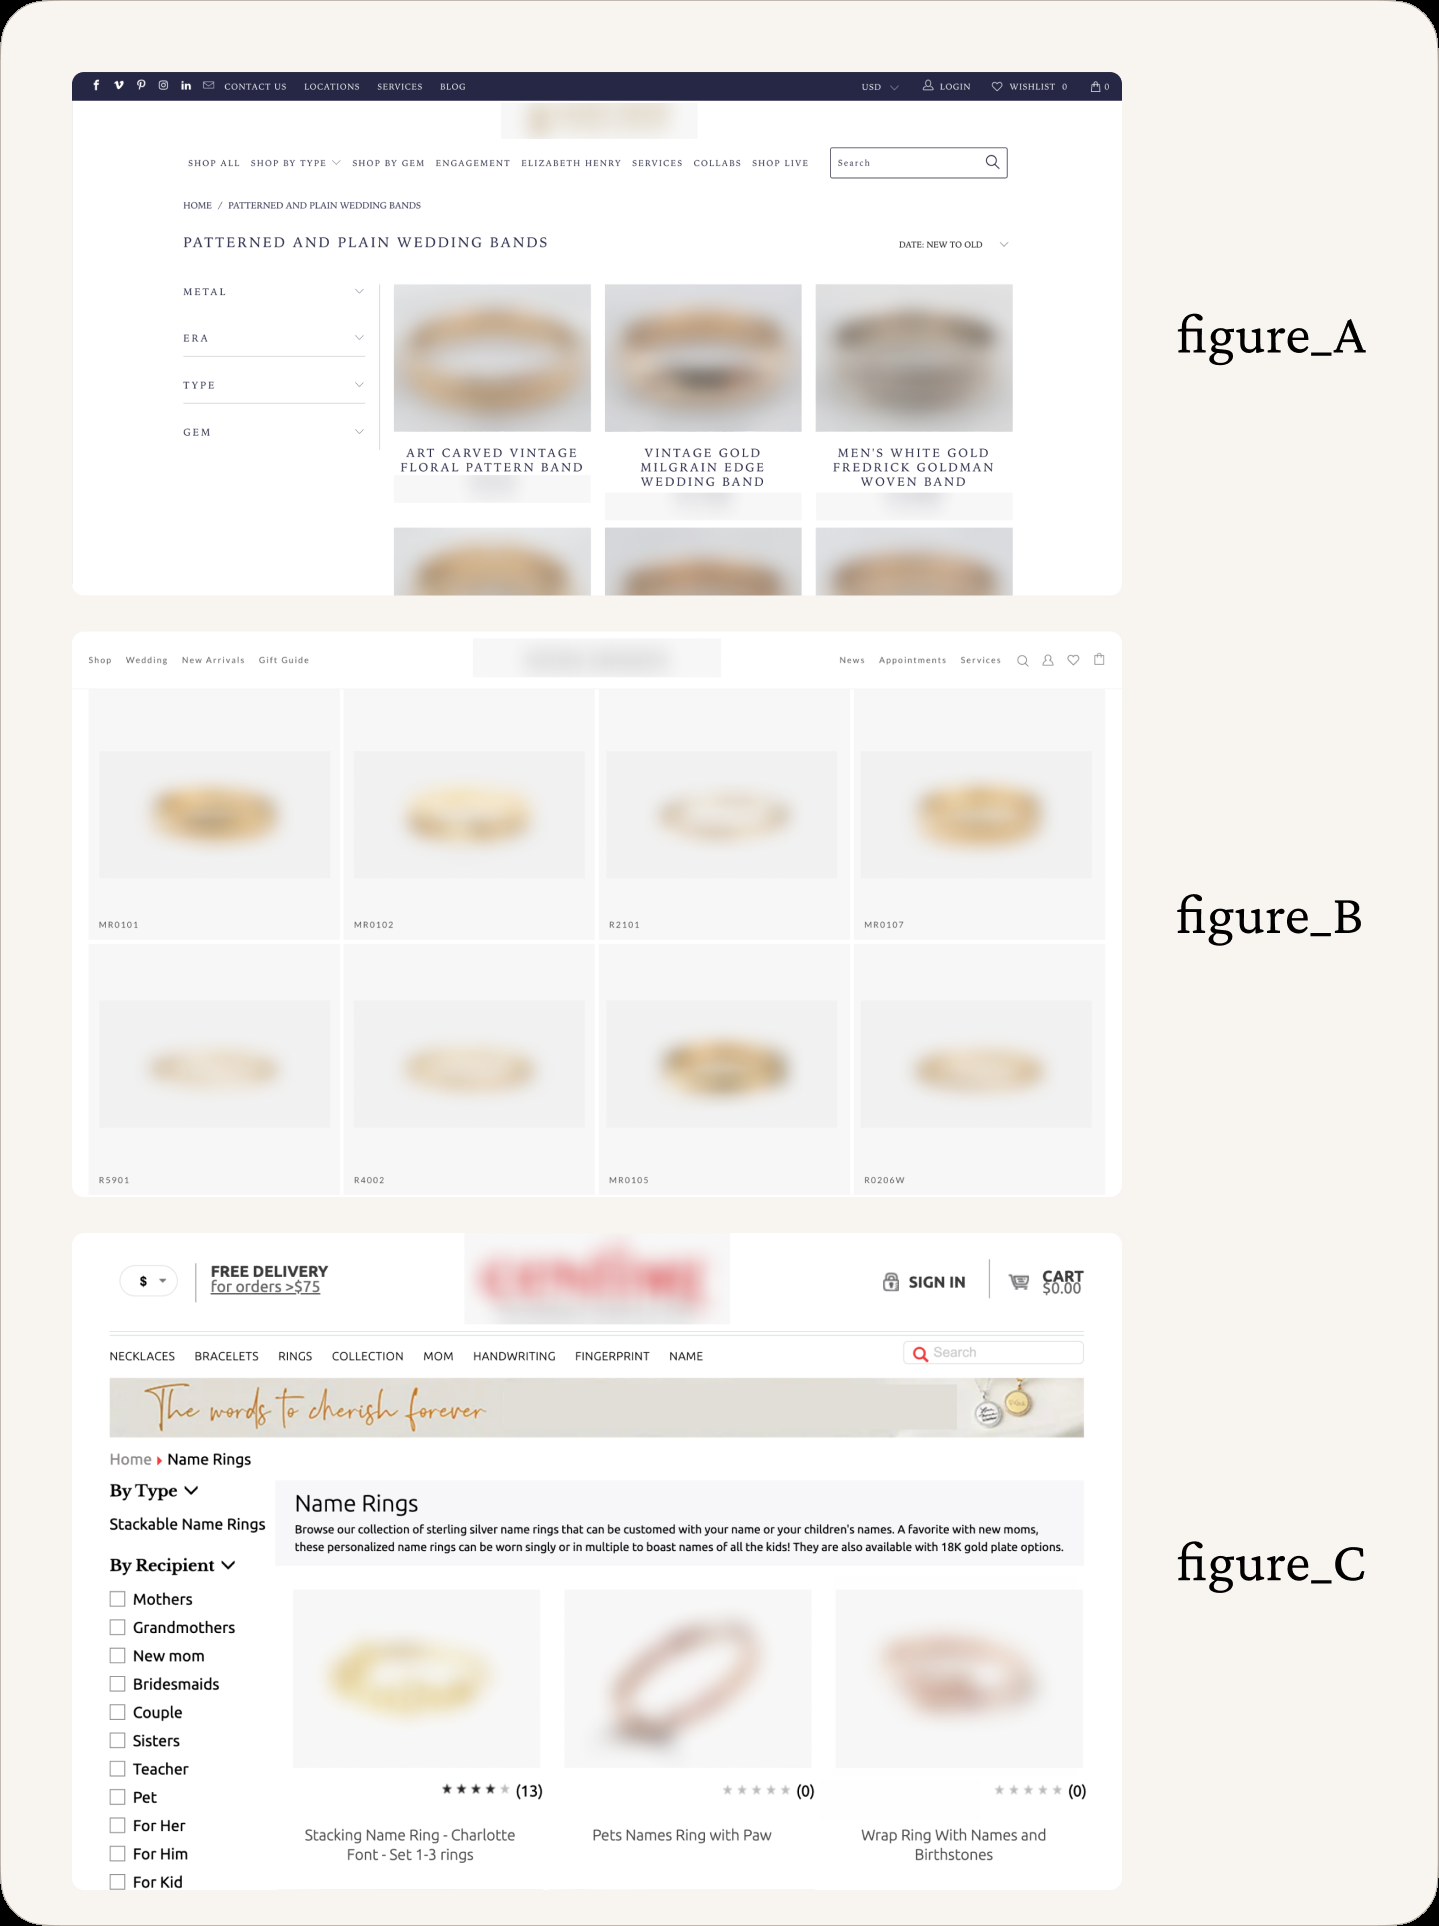 CONTACT US LOCATIONS SERVICES BLOG USD LOGIN WISHLIST 0 0
SHOP ALL SHOP BY TYPE SHOP BY GEM ENGAGEMENT ELIZABETH HENRY SERVICES COLLABS SHOP LIVE Search
HOME / PATTERNED AND PLAIN WEDDING BANDS
PATTERNED AND PLAIN WEDDING BANDS
DATE: NEW TO OLD
METAL
ERA
TYPE
GEM
ART CARVED VINTAGE
FLORAL PATTERN BAND
VINTAGE GOLD
MILGRAIN EDGE
WEDDING BAND
MEN'S WHITE GOLD
FREDRICK GOLDMAN
WOVEN BAND
figure_A
Shop Wedding New Arrivals Gift Guide News Appointments Services
MR0101 MR0102 R2101 MR0107
R5901 R4002 MR0105 R0206W
figure_B
$
FREE DELIVERY
for orders >$75
SIGN IN
CART
$0.00
NECKLACES BRACELETS RINGS COLLECTION MOM HANDWRITING FINGERPRINT NAME Search
The words to cherish forever
Home Name Rings
By Type
Stackable Name Rings
By Recipient
Mothers
Grandmothers
New mom
Bridesmaids
Couple
Sisters
Teacher
Pet
For Her
For Him
For Kid
Name Rings
Browse our collection of sterling silver name rings that can be customed with your name or your children's names. A favorite with new moms,
these personalized name rings can be worn singly or in multiple to boast names of all the kids! They are also available with 18K gold plate options.
(13) (0) (0)
Stacking Name Ring - Charlotte
Font - Set 1-3 rings
Pets Names Ring with Paw
Wrap Ring With Names and
Birthstones
figure_C